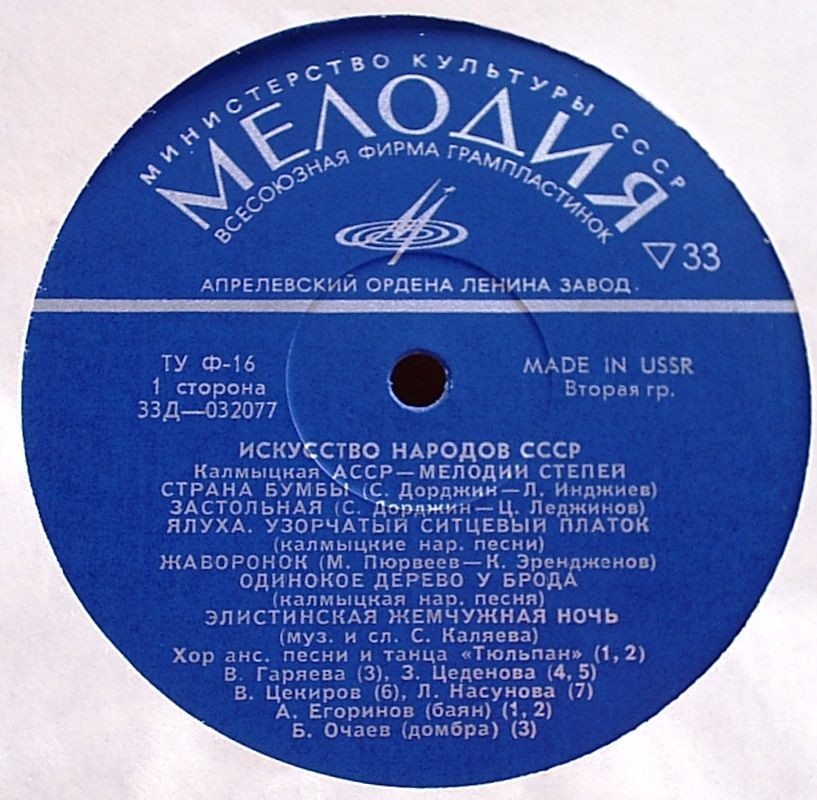 МИНИСТЕРСТВО КУЛЬТУРЫ СССР
МЕЛОДИЯ
ВСЕСОЮЗНАЯ ФИРМА ГРАМПЛАСТИНОК
▽33
АПРЕЛЕВСКИЙ ОРДЕНА ЛЕНИНА ЗАВОД
ТУ Ф-16
1 сторона
33Д—032077
MADE IN USSR
Вторая гр.
ИСКУССТВО НАРОДОВ СССР
Калмыцкая АССР—МЕЛОДИИ СТЕПЕЙ
СТРАНА БУМБЫ (С. Дорджин—Л. Инджиев)
ЗАСТОЛЬНАЯ (С. Дорджин—Ц. Леджинов)
ЯЛУХА. УЗОРЧАТЫЙ СИТЦЕВЫЙ ПЛАТОК
(калмыцкие нар. песни)
ЖАВОРОНОК (М. Пюрвеев—К. Эрендженов)
ОДИНОКОЕ ДЕРЕВО У БРОДА
(калмыцкая нар. песня)
ЭЛИСТИНСКАЯ ЖЕМЧУЖНАЯ НОЧЬ
(муз. и сл. С. Каляева)
Хор анс. песни и танца «Тюльпан» (1, 2)
В. Гаряева (3), З. Цеденова (4, 5)
В. Цекиров (6), Л. Насунова (7)
А. Егоринов (баян) (1, 2)
Б. Очаев (домбра) (3)